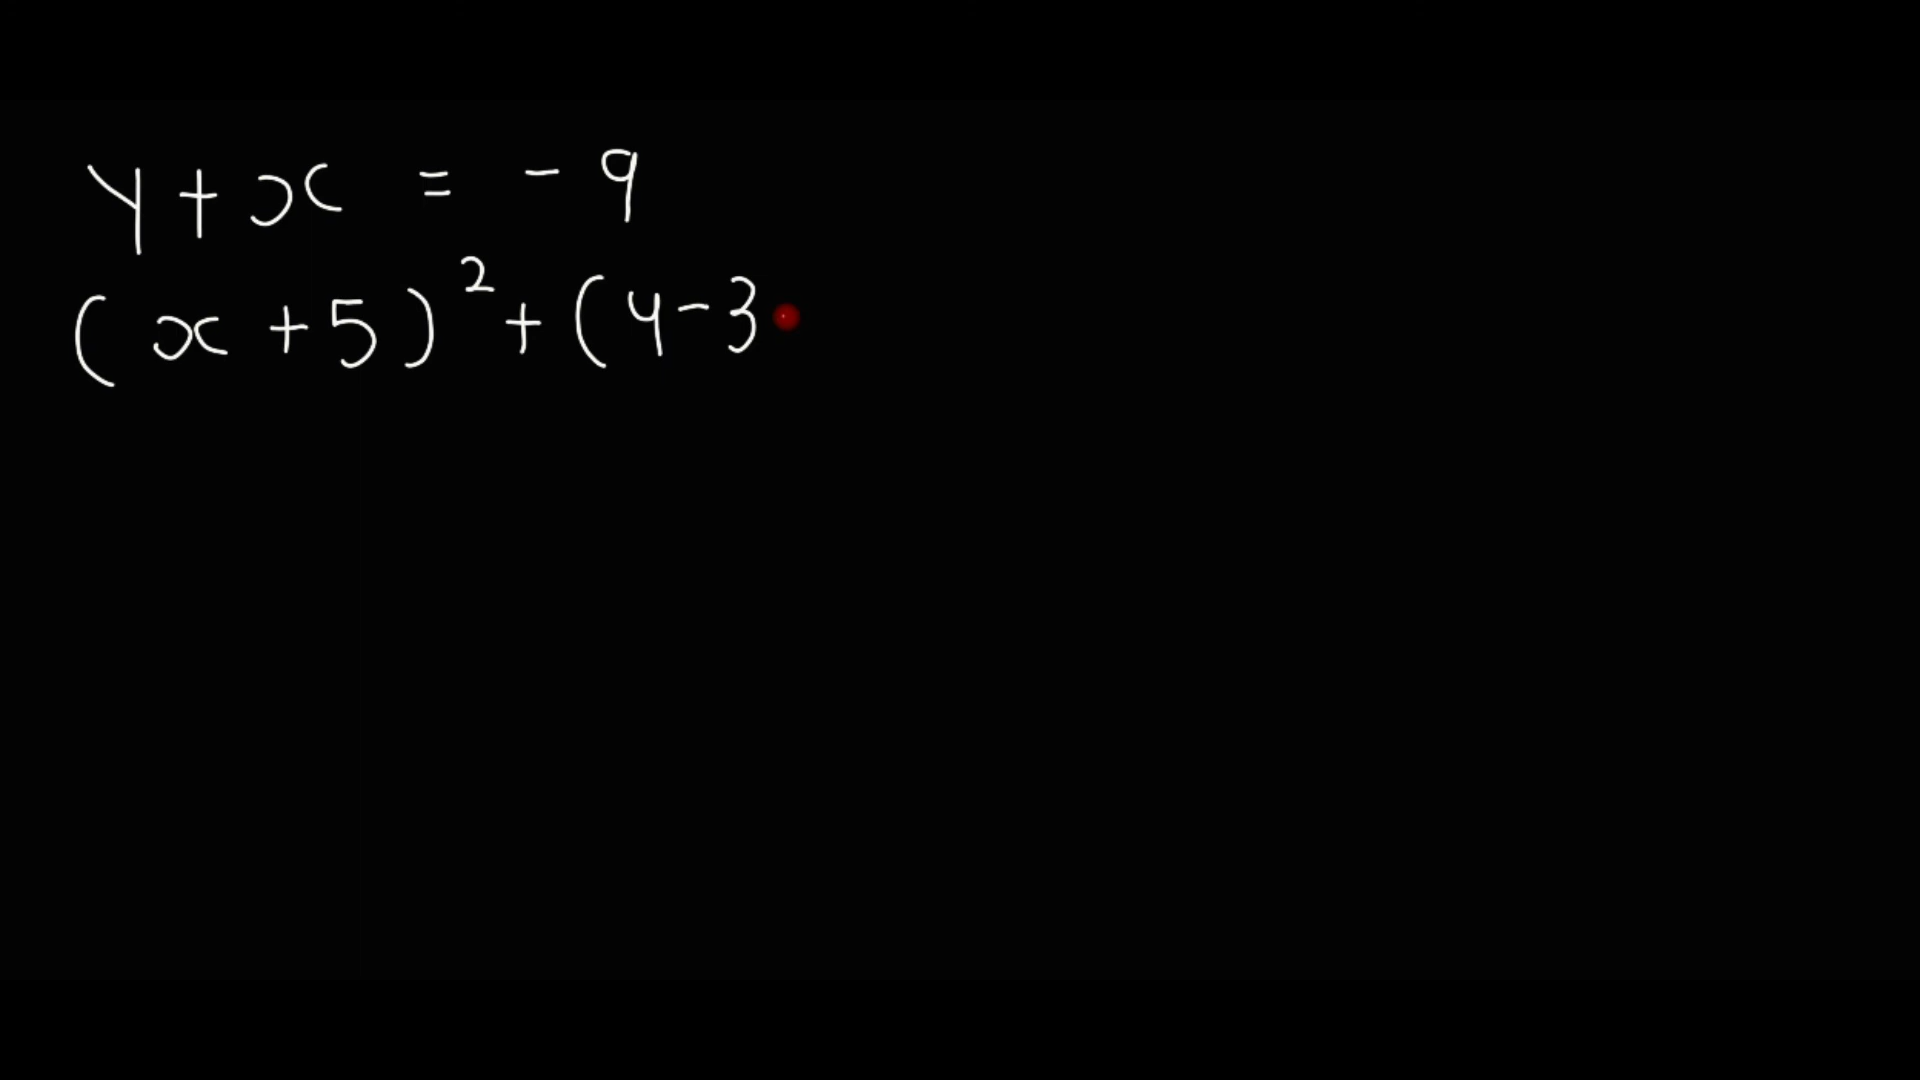 y + x = - 9
(x + 5)² + (y - 3